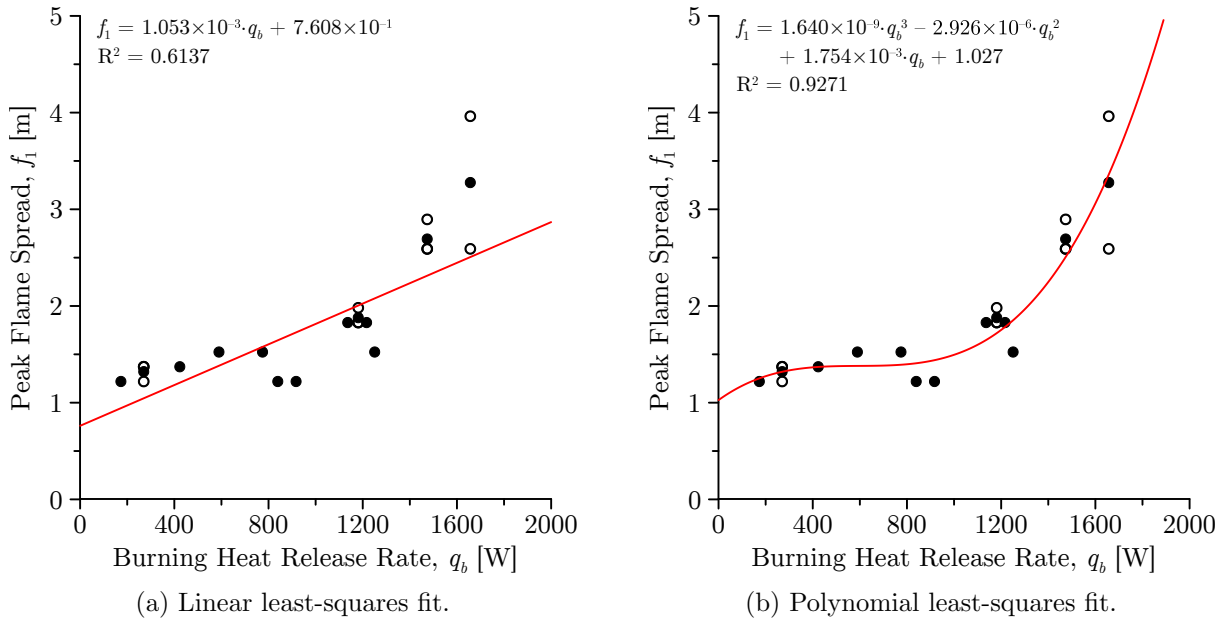 5
4
3
2
1
0
Peak Flame Spread, f₁ [m]
f₁ = 1.053×10⁻³·q_b + 7.608×10⁻¹
R² = 0.6137
0 400 800 1200 1600 2000
Burning Heat Release Rate, q_b [W]
(a) Linear least-squares fit.
5
4
3
2
1
0
Peak Flame Spread, f₁ [m]
f₁ = 1.640×10⁻⁹·q_b³ – 2.926×10⁻⁶·q_b²
+ 1.754×10⁻³·q_b + 1.027
R² = 0.9271
0 400 800 1200 1600 2000
Burning Heat Release Rate, q_b [W]
(b) Polynomial least-squares fit.